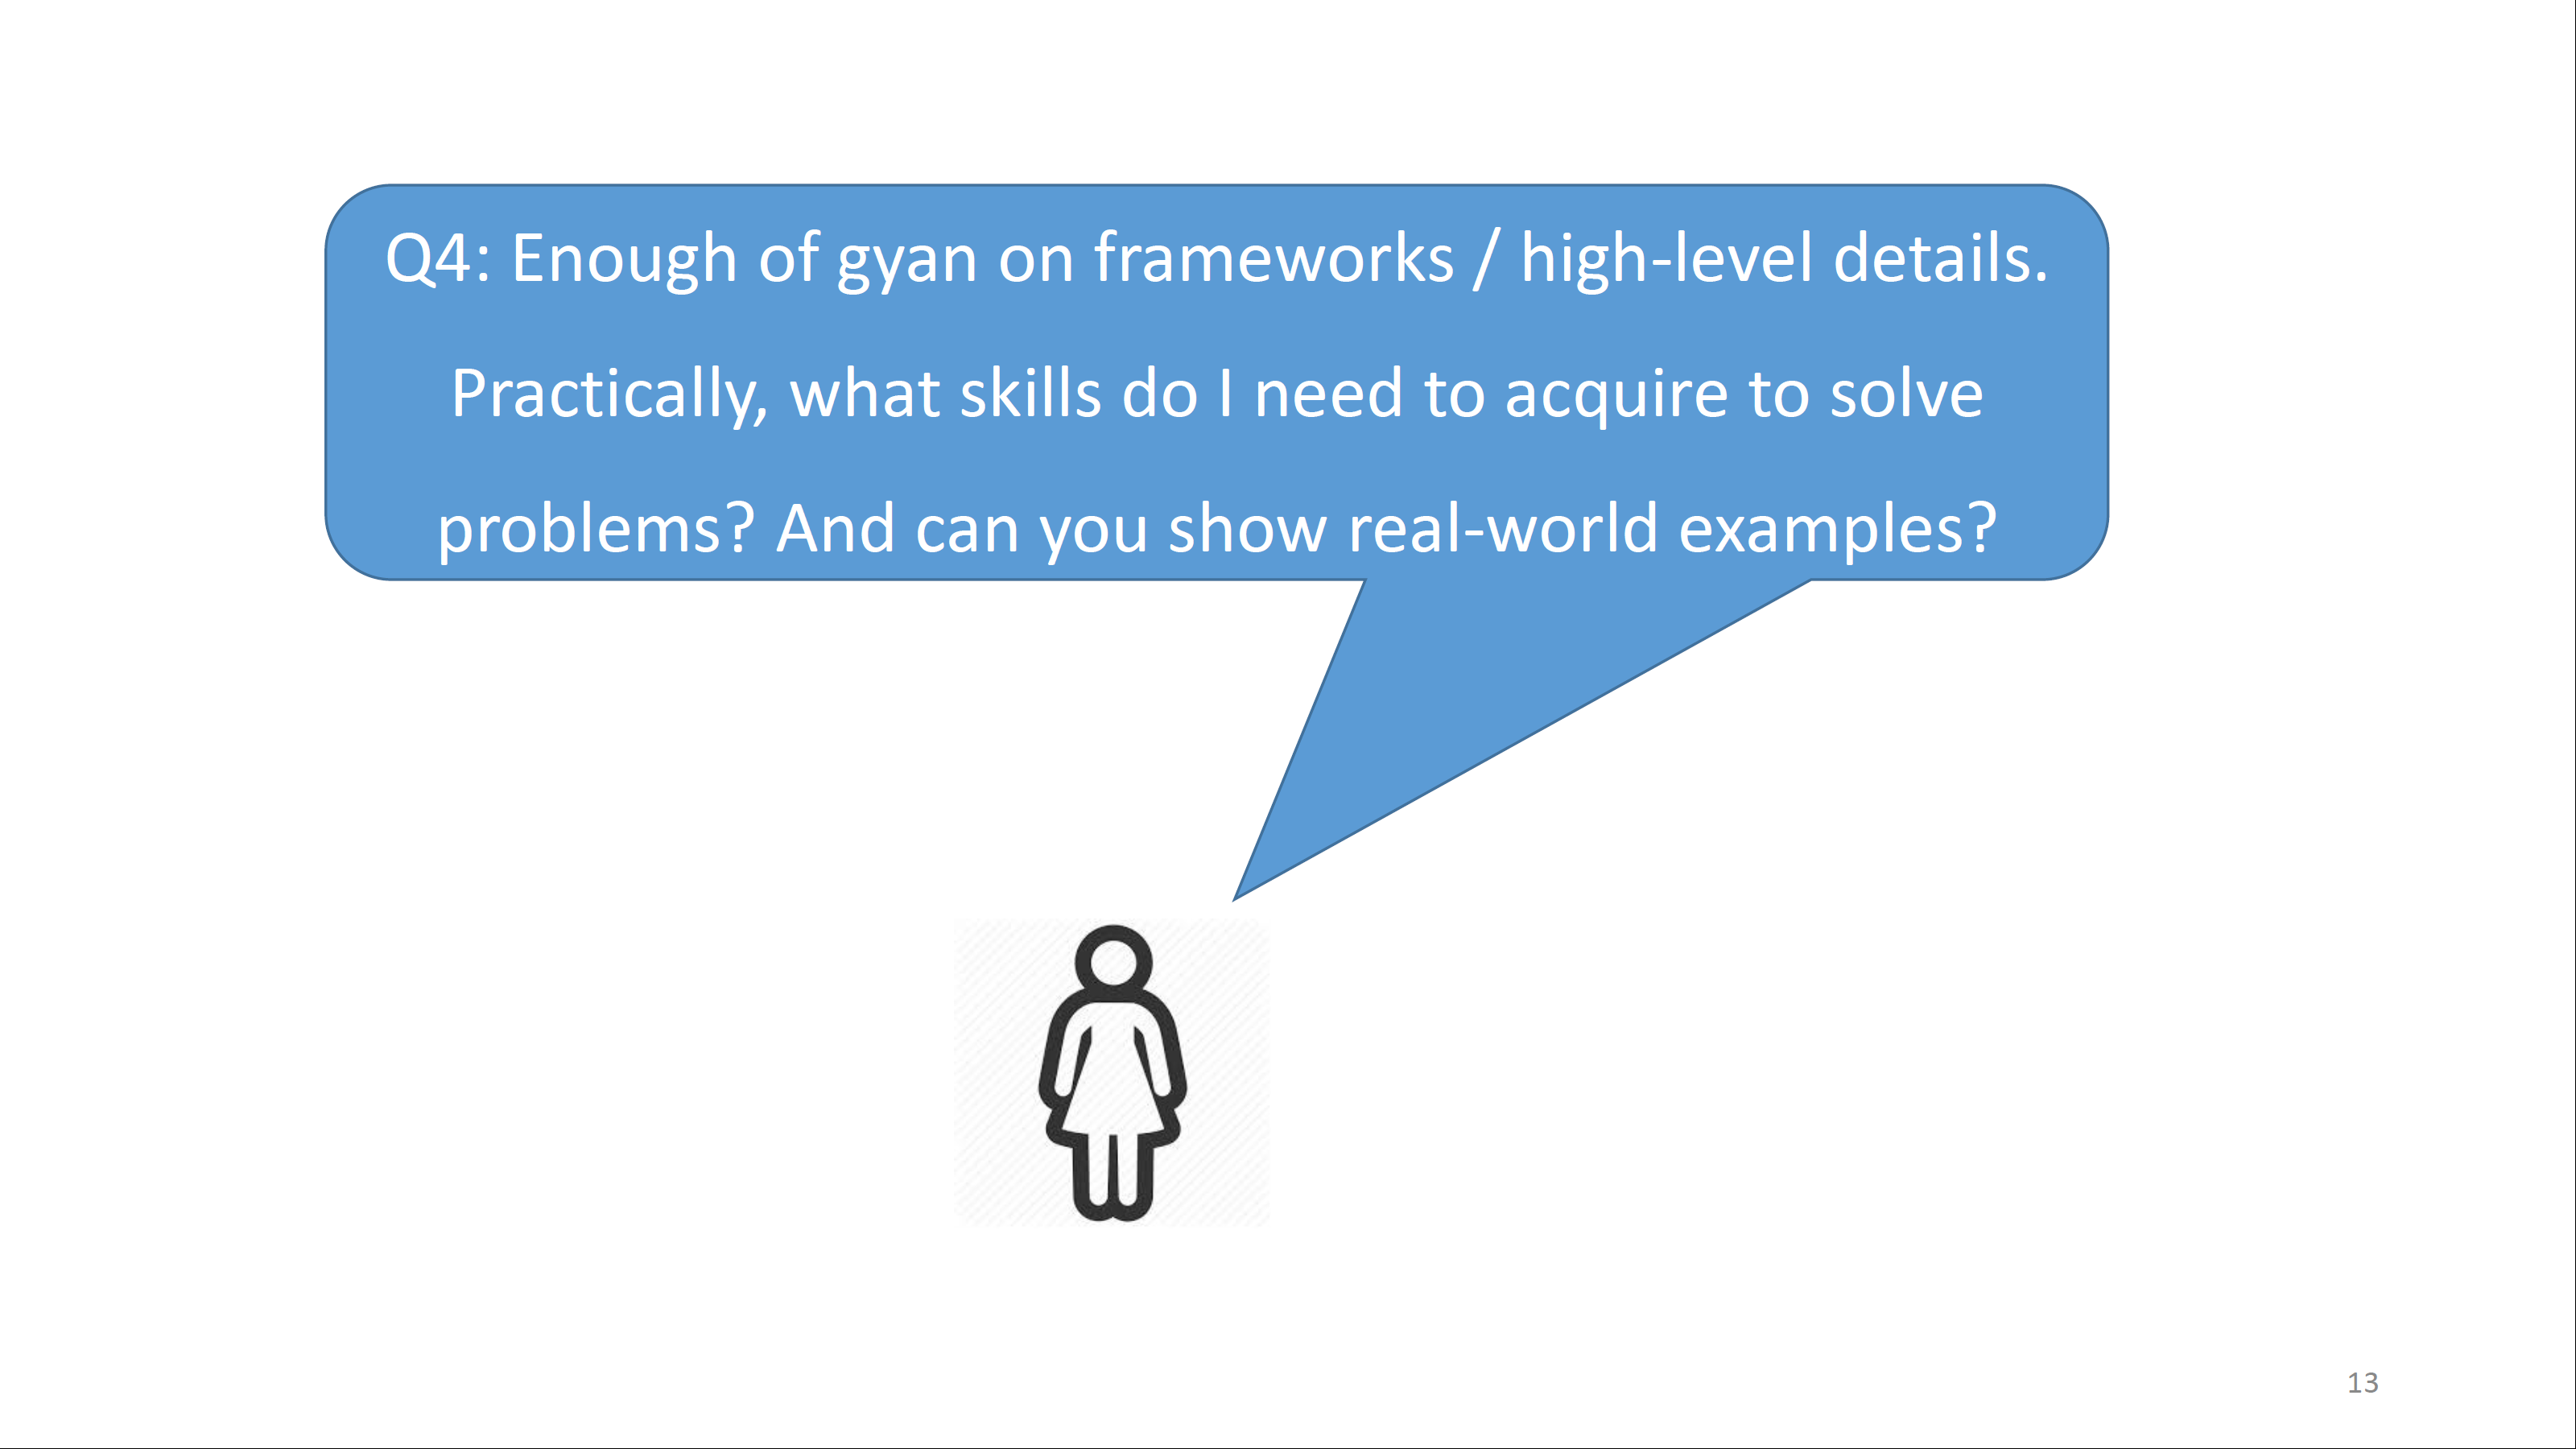 Q4: Enough of gyan on frameworks / high-level details.
Practically, what skills do I need to acquire to solve
problems? And can you show real-world examples?
13